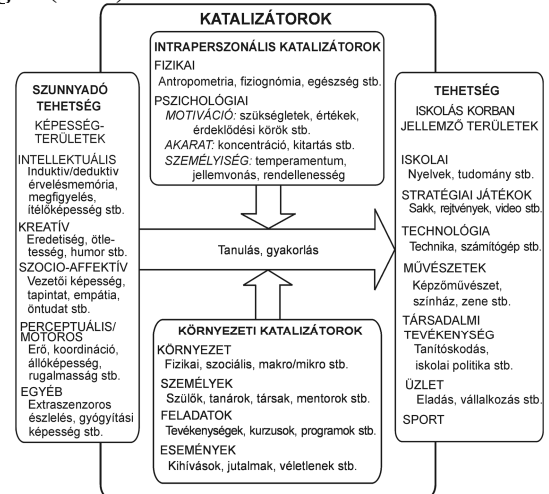 KATALIZÁTOROK
SZUNNYADÓ
TEHETSÉG
KÉPESSÉG-
TERÜLETEK
INTELLEKTUÁLIS
Induktiv/deduktiv
érvelésmemória,
megfigyelés,
ítélőképesség stb.
KREATÍV
Eredetiség, ötle-
tesség, humor stb.
SZOCIO-AFFEKTÍV
Vezetői képesség,
tapintat, empátia,
öntudat stb.
PERCEPTUÁLIS/
MOTOROS
Erő, koordináció,
állóképesség,
rugalmasság stb.
EGYÉB
Extraszenzoros
észlelés, gyógyítási
képesség stb.
INTRAPERSZONÁLIS KATALIZÁTOROK
FIZIKAI
Antropometria, fiziognómia, egészség stb.
PSZICHOLÓGIAI
MOTIVÁCIÓ: szükségletek, értékek,
érdeklődési körök stb.
AKARAT: koncentráció, kitartás stb.
SZEMÉLYISÉG: temperamentum,
jellemvonás, rendellenesség
Tanulás, gyakorlás
KÖRNYEZETI KATALIZÁTOROK
KÖRNYEZET
Fizikai, szociális, makro/mikro stb.
SZEMÉLYEK
Szülők, tanárok, társak, mentorok stb.
FELADATOK
Tevékenységek, kurzusok, programok stb.
ESEMÉNYEK
Kihívások, jutalmak, véletlenek stb.
TEHETSÉG
ISKOLÁS KORBAN
JELLEMZŐ TERÜLETEK
ISKOLAI
Nyelvek, tudomány stb.
STRATÉGIAI JÁTÉKOK
Sakk, rejtvények, video stb.
TECHNOLÓGIA
Technika, számítógép stb.
MŰVÉSZETEK
Képzőművészet,
színház, zene stb.
TÁRSADALMI
TEVÉKENYSÉG
Tanítóskodás,
iskolai politika stb.
ÜZLET
Eladás, vállalkozás stb.
SPORT